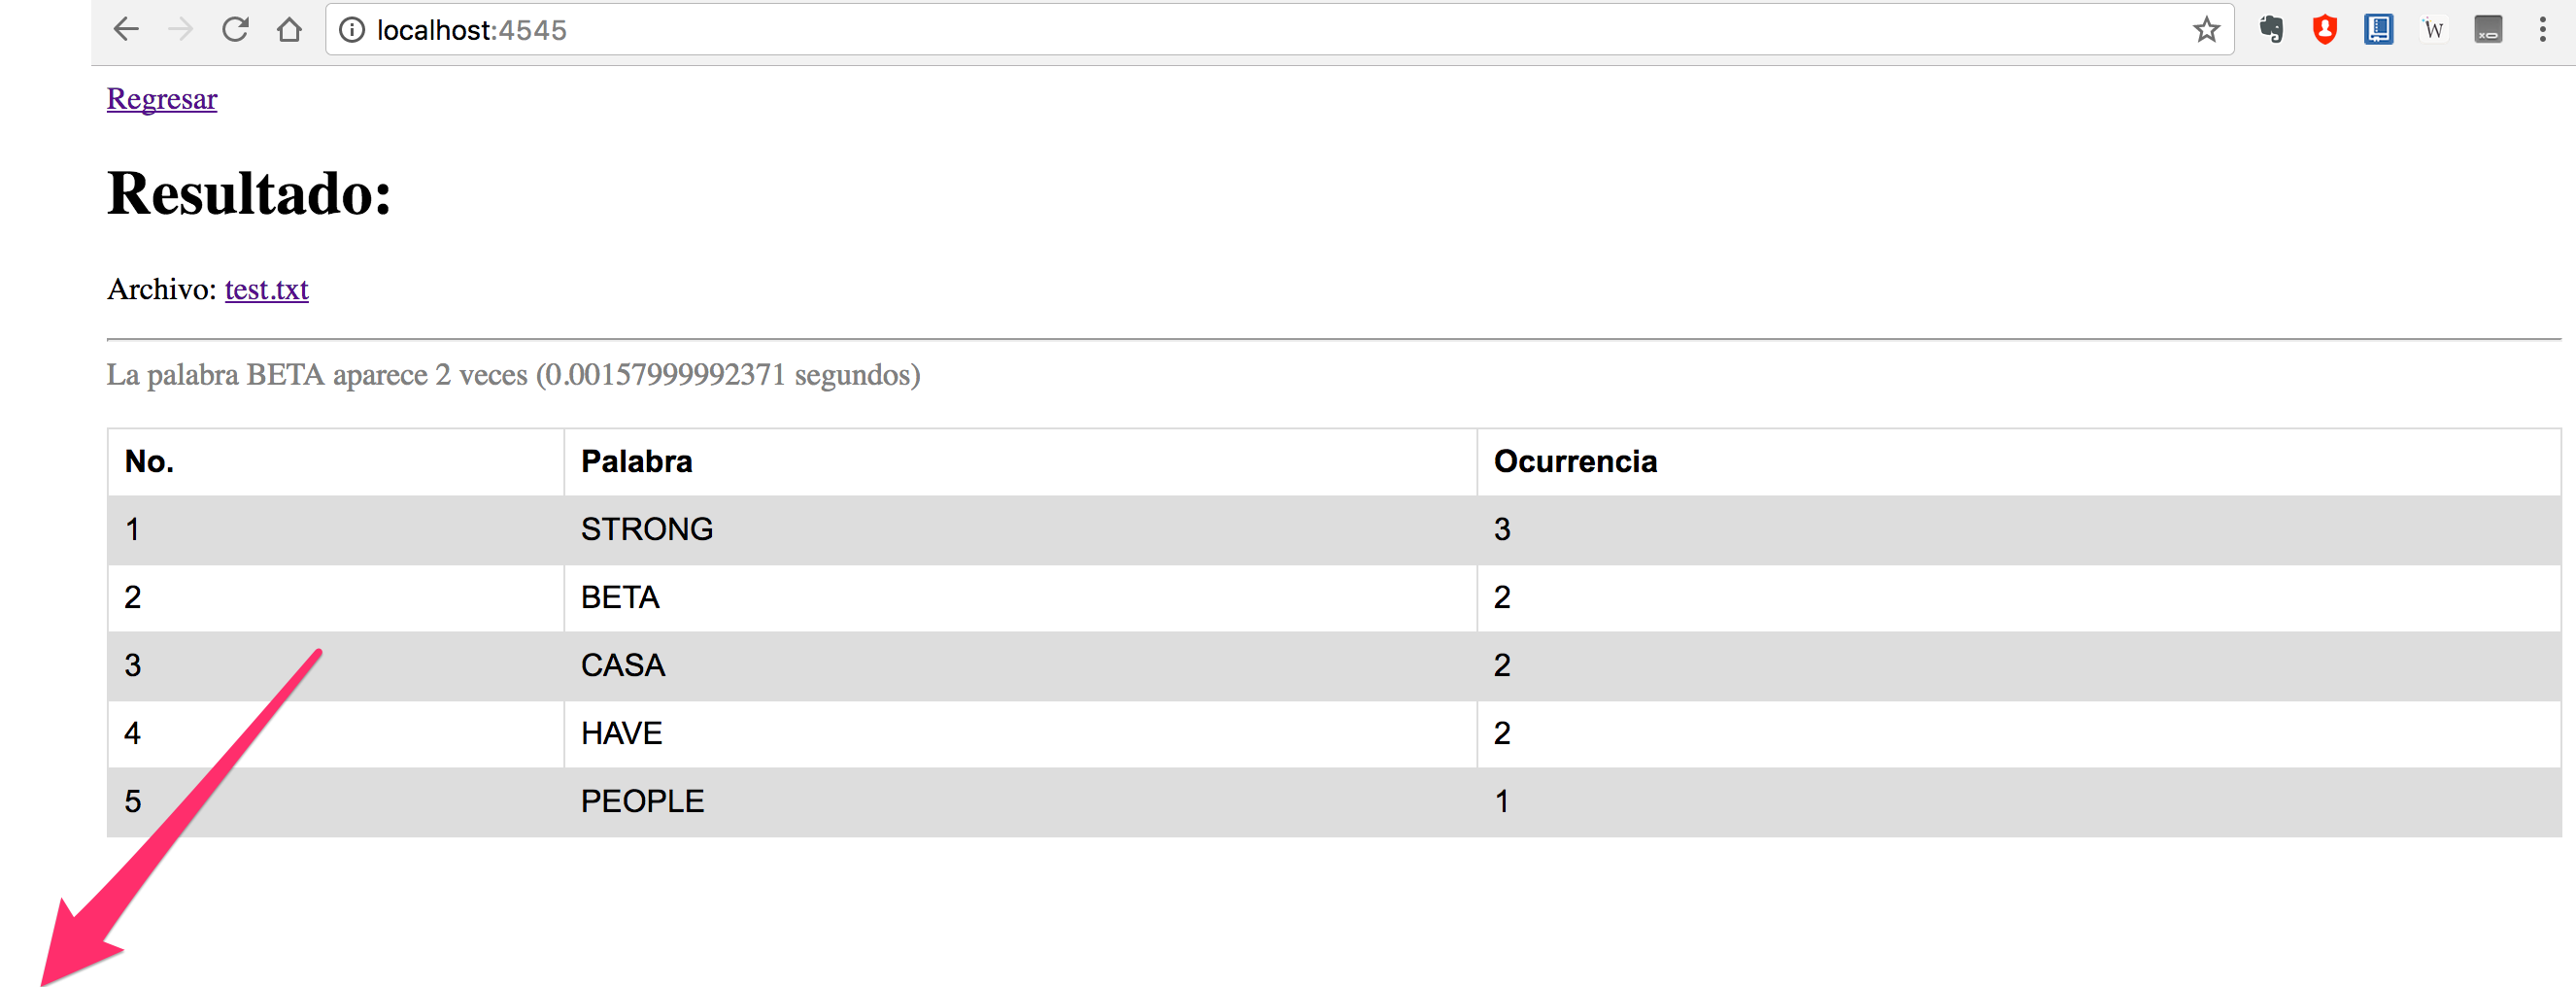 localhost:4545
W
Regresar
Resultado:
Archivo: test.txt
La palabra BETA aparece 2 veces (0.00157999992371 segundos)
No. Palabra Ocurrencia
1 STRONG 3
2 BETA 2
3 CASA 2
4 HAVE 2
5 PEOPLE 1